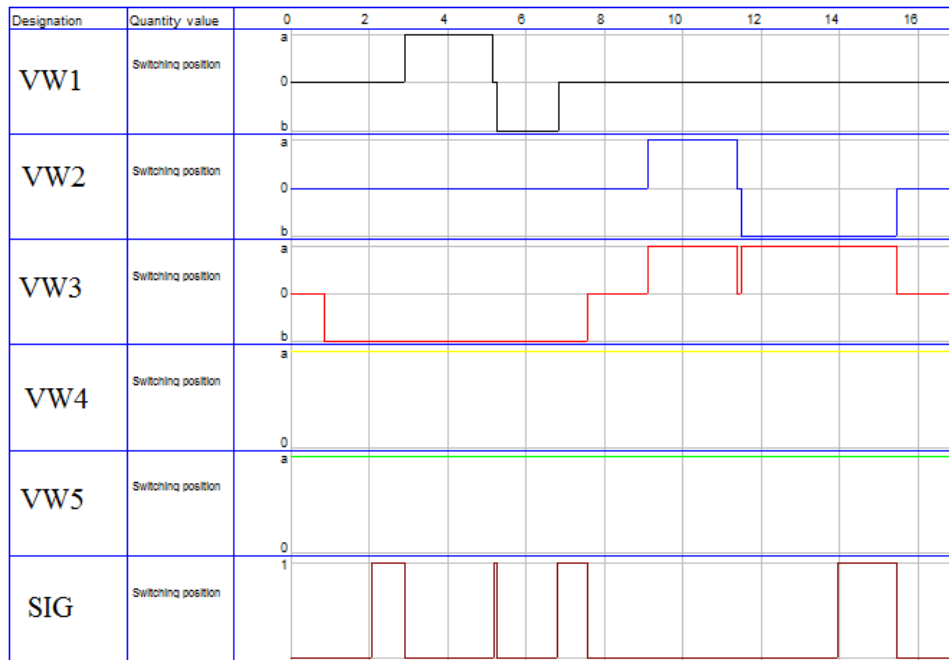 Designation Quantity value 0 2 4 6 8 10 12 14 16
VW1 Switching position a 0 b
VW2 Switching position a 0 b
VW3 Switching position a 0 b
VW4 Switching position a 0
VW5 Switching position a 0
SIG Switching position 1